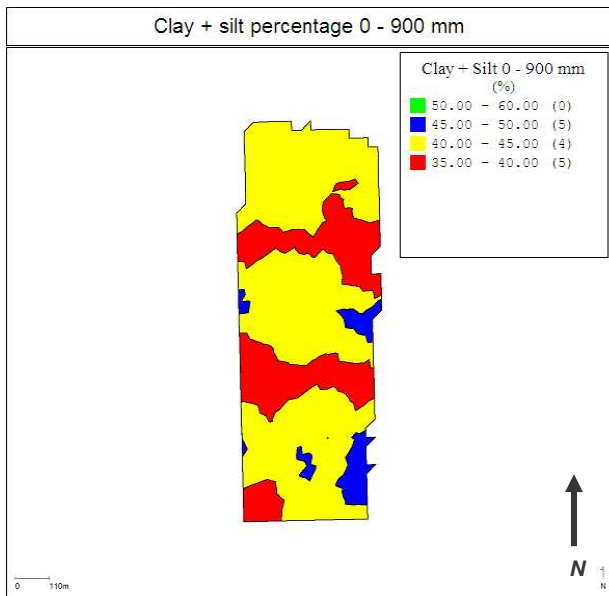 Clay + silt percentage 0 - 900 mm
Clay + Silt 0 - 900 mm
(%)
50.00 - 60.00 (0)
45.00 - 50.00 (5)
40.00 - 45.00 (4)
35.00 - 40.00 (5)
N
1
N
0 110m